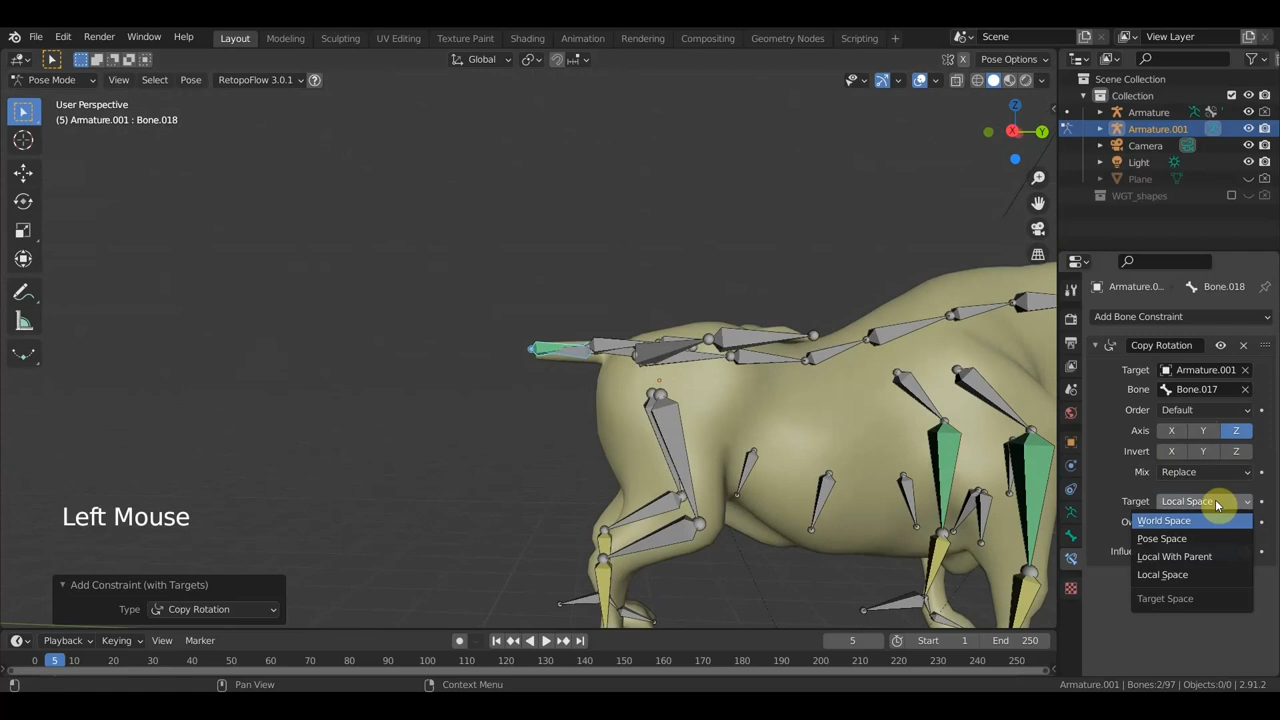 File Edit Render Window Help Layout Modeling Sculpting UV Editing Texture Paint Shading Animation Rendering Compositing Geometry Nodes Scripting + Scene View Layer
Global Pose Options
Pose Mode View Select Pose RetopoFlow 3.0.1
User Perspective
(5) Armature.001 : Bone.018
Scene Collection
Collection
Armature
Armature.001
Camera
Light
Plane
WGT_shapes
Armature.0... Bone.018
Add Bone Constraint
Copy Rotation
Target Armature.001
Bone Bone.017
Order Default
Axis X Y Z
Invert X Y Z
Mix Replace
Target Local Space
World Space
Pose Space
Local With Parent
Local Space
Target Space
Left Mouse
Add Constraint (with Targets)
Type Copy Rotation
Playback Keying View Marker 5 Start 1 End 250
0 5 10 20 30 40 50 60 70 80 90 100 110 120 130 140 150 160 170 180 190 200 210 220 230 240 250
Pan View Context Menu Armature.001 | Bones:2/97 | Objects:0/0 | 2.91.2